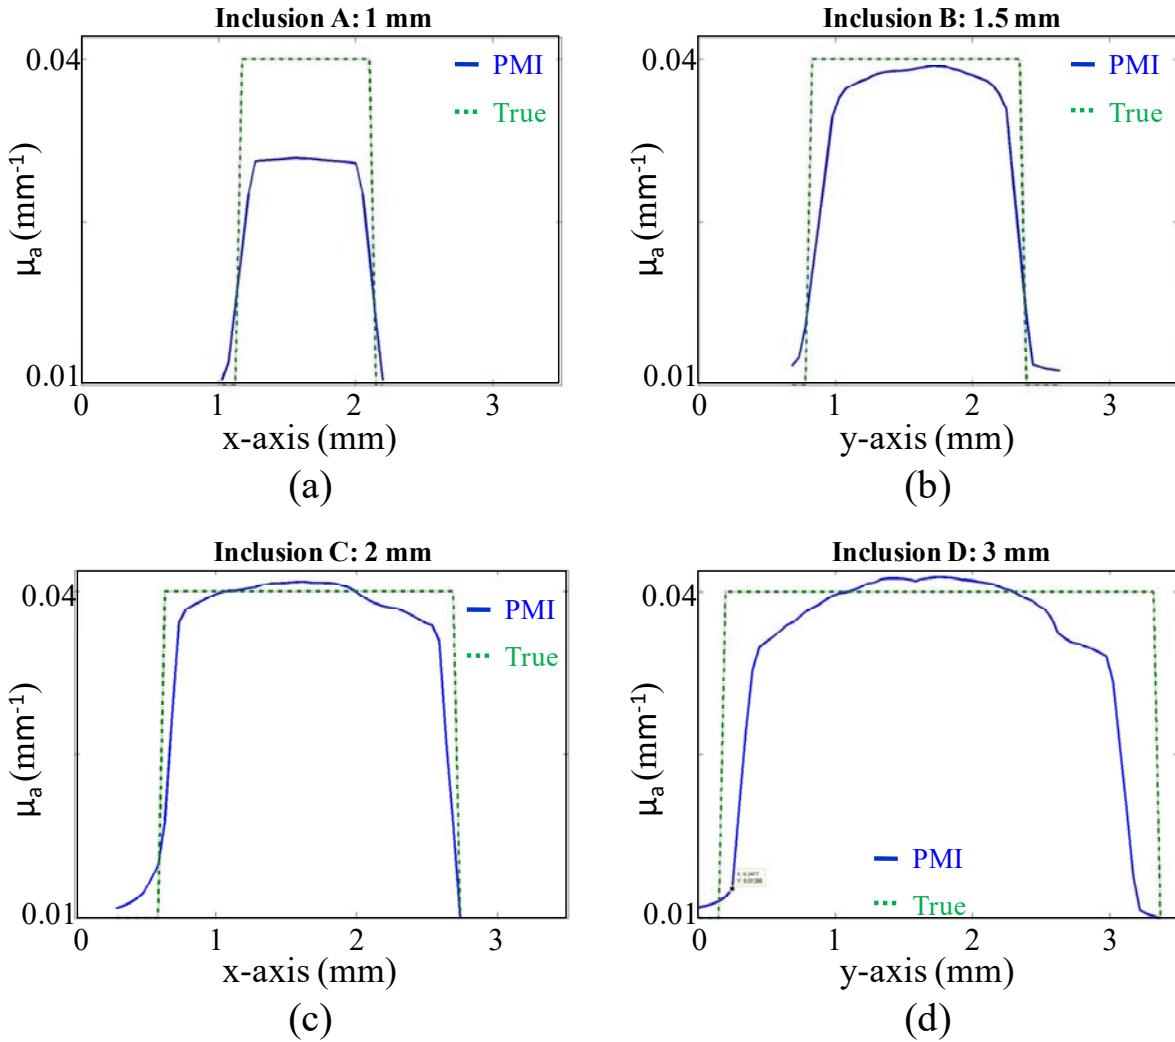 Inclusion A: 1 mm
0.04
PMI
True
μa (mm-1)
0.01
0 1 2 3
x-axis (mm)
(a)
Inclusion B: 1.5 mm
0.04
PMI
True
μa (mm-1)
0.01
0 1 2 3
y-axis (mm)
(b)
Inclusion C: 2 mm
0.04
PMI
True
μa (mm-1)
0.01
0 1 2 3
x-axis (mm)
(c)
Inclusion D: 3 mm
0.04
μa (mm-1)
PMI
True
0.01
0 1 2 3
y-axis (mm)
(d)